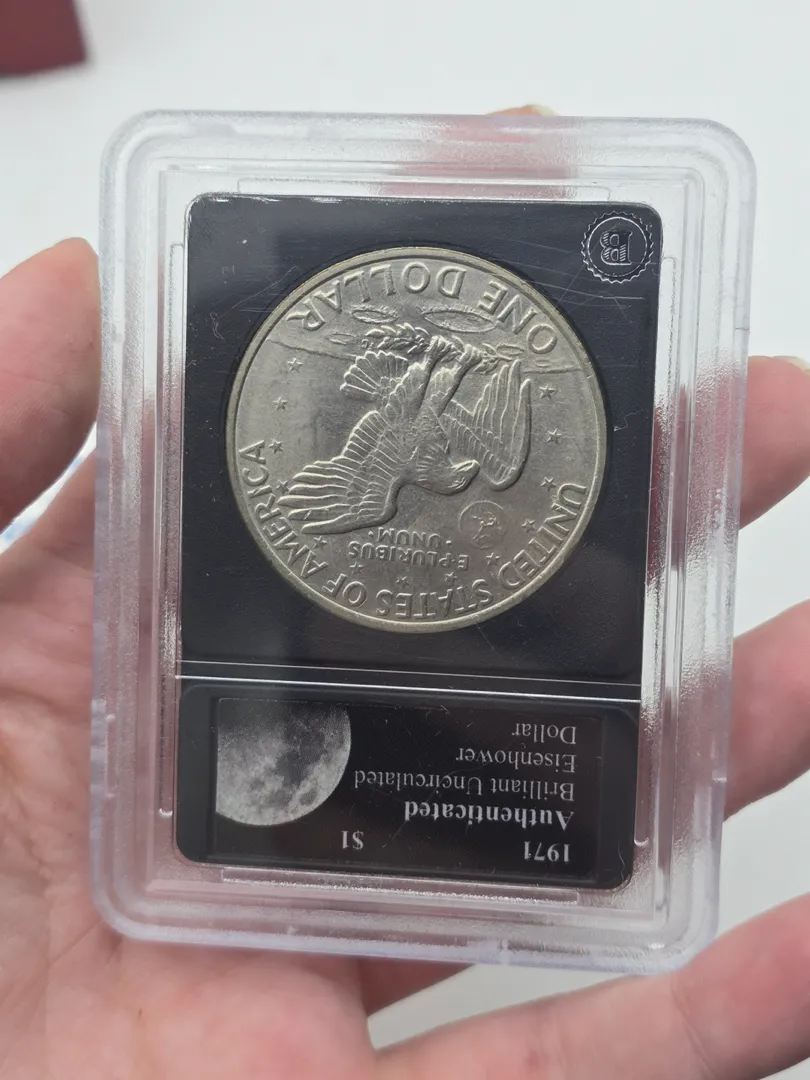 1971 $1
Authenticated
Brilliant Uncirculated
Eisenhower
Dollar
UNITED STATES OF AMERICA
E PLURIBUS
· UNUM ·
ONE DOLLAR
B